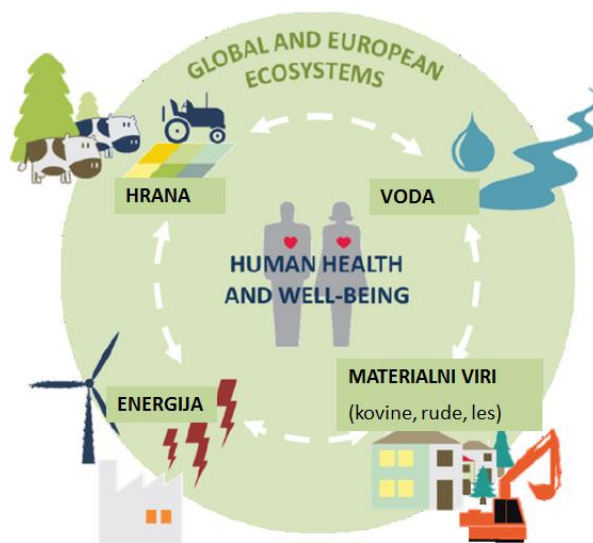 GLOBAL AND EUROPEAN
ECOSYSTEMS
HRANA
VODA
HUMAN HEALTH
AND WELL-BEING
ENERGIJA
MATERIALNI VIRI
(kovine, rude, les)